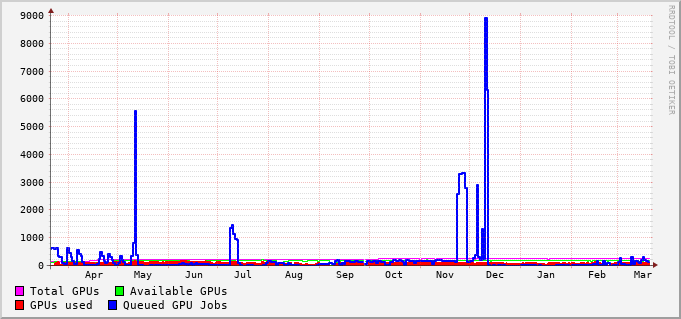 9000
8000
7000
6000
5000
4000
3000
2000
1000
0
Apr May Jun Jul Aug Sep Oct Nov Dec Jan Feb Mar
Total GPUs Available GPUs
GPUs used Queued GPU Jobs
RRDTOOL / TOBI OETIKER